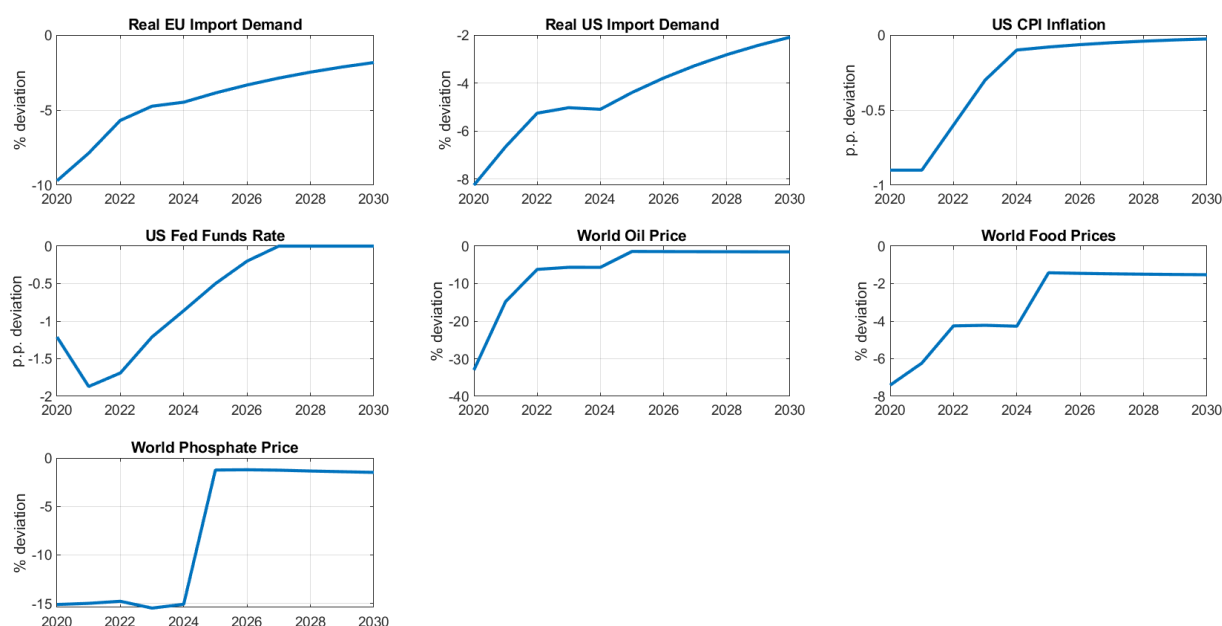 Real EU Import Demand
0
-5
-10
% deviation
2020 2022 2024 2026 2028 2030
Real US Import Demand
-2
-4
-6
-8
% deviation
2020 2022 2024 2026 2028 2030
US CPI Inflation
0
-0.5
-1
p.p. deviation
2020 2022 2024 2026 2028 2030
US Fed Funds Rate
0
-0.5
-1
-1.5
-2
p.p. deviation
2020 2022 2024 2026 2028 2030
World Oil Price
0
-10
-20
-30
-40
% deviation
2020 2022 2024 2026 2028 2030
World Food Prices
0
-2
-4
-6
-8
% deviation
2020 2022 2024 2026 2028 2030
World Phosphate Price
0
-5
-10
-15
% deviation
2020 2022 2024 2026 2028 2030